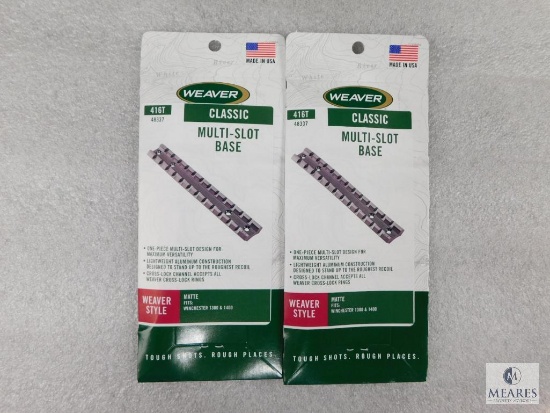 MADE IN USA
WEAVER
416T
48337
CLASSIC
MULTI-SLOT
BASE
• ONE-PIECE MULTI-SLOT DESIGN FOR
MAXIMUM VERSATILITY
• LIGHTWEIGHT ALUMINUM CONSTRUCTION
DESIGNED TO STAND UP TO THE ROUGHEST RECOIL
• CROSS-LOCK CHANNEL ACCEPTS ALL
WEAVER CROSS-LOCK RINGS
WEAVER
STYLE
MATTE
FITS:
WINCHESTER 1300 & 1400
TOUGH SHOTS. ROUGH PLACES.
MADE IN USA
WEAVER
416T
48337
CLASSIC
MULTI-SLOT
BASE
• ONE-PIECE MULTI-SLOT DESIGN FOR
MAXIMUM VERSATILITY
• LIGHTWEIGHT ALUMINUM CONSTRUCTION
DESIGNED TO STAND UP TO THE ROUGHEST RECOIL
• CROSS-LOCK CHANNEL ACCEPTS ALL
WEAVER CROSS-LOCK RINGS
WEAVER
STYLE
MATTE
FITS:
WINCHESTER 1300 & 1400
TOUGH SHOTS. ROUGH PLACES.
MEARES